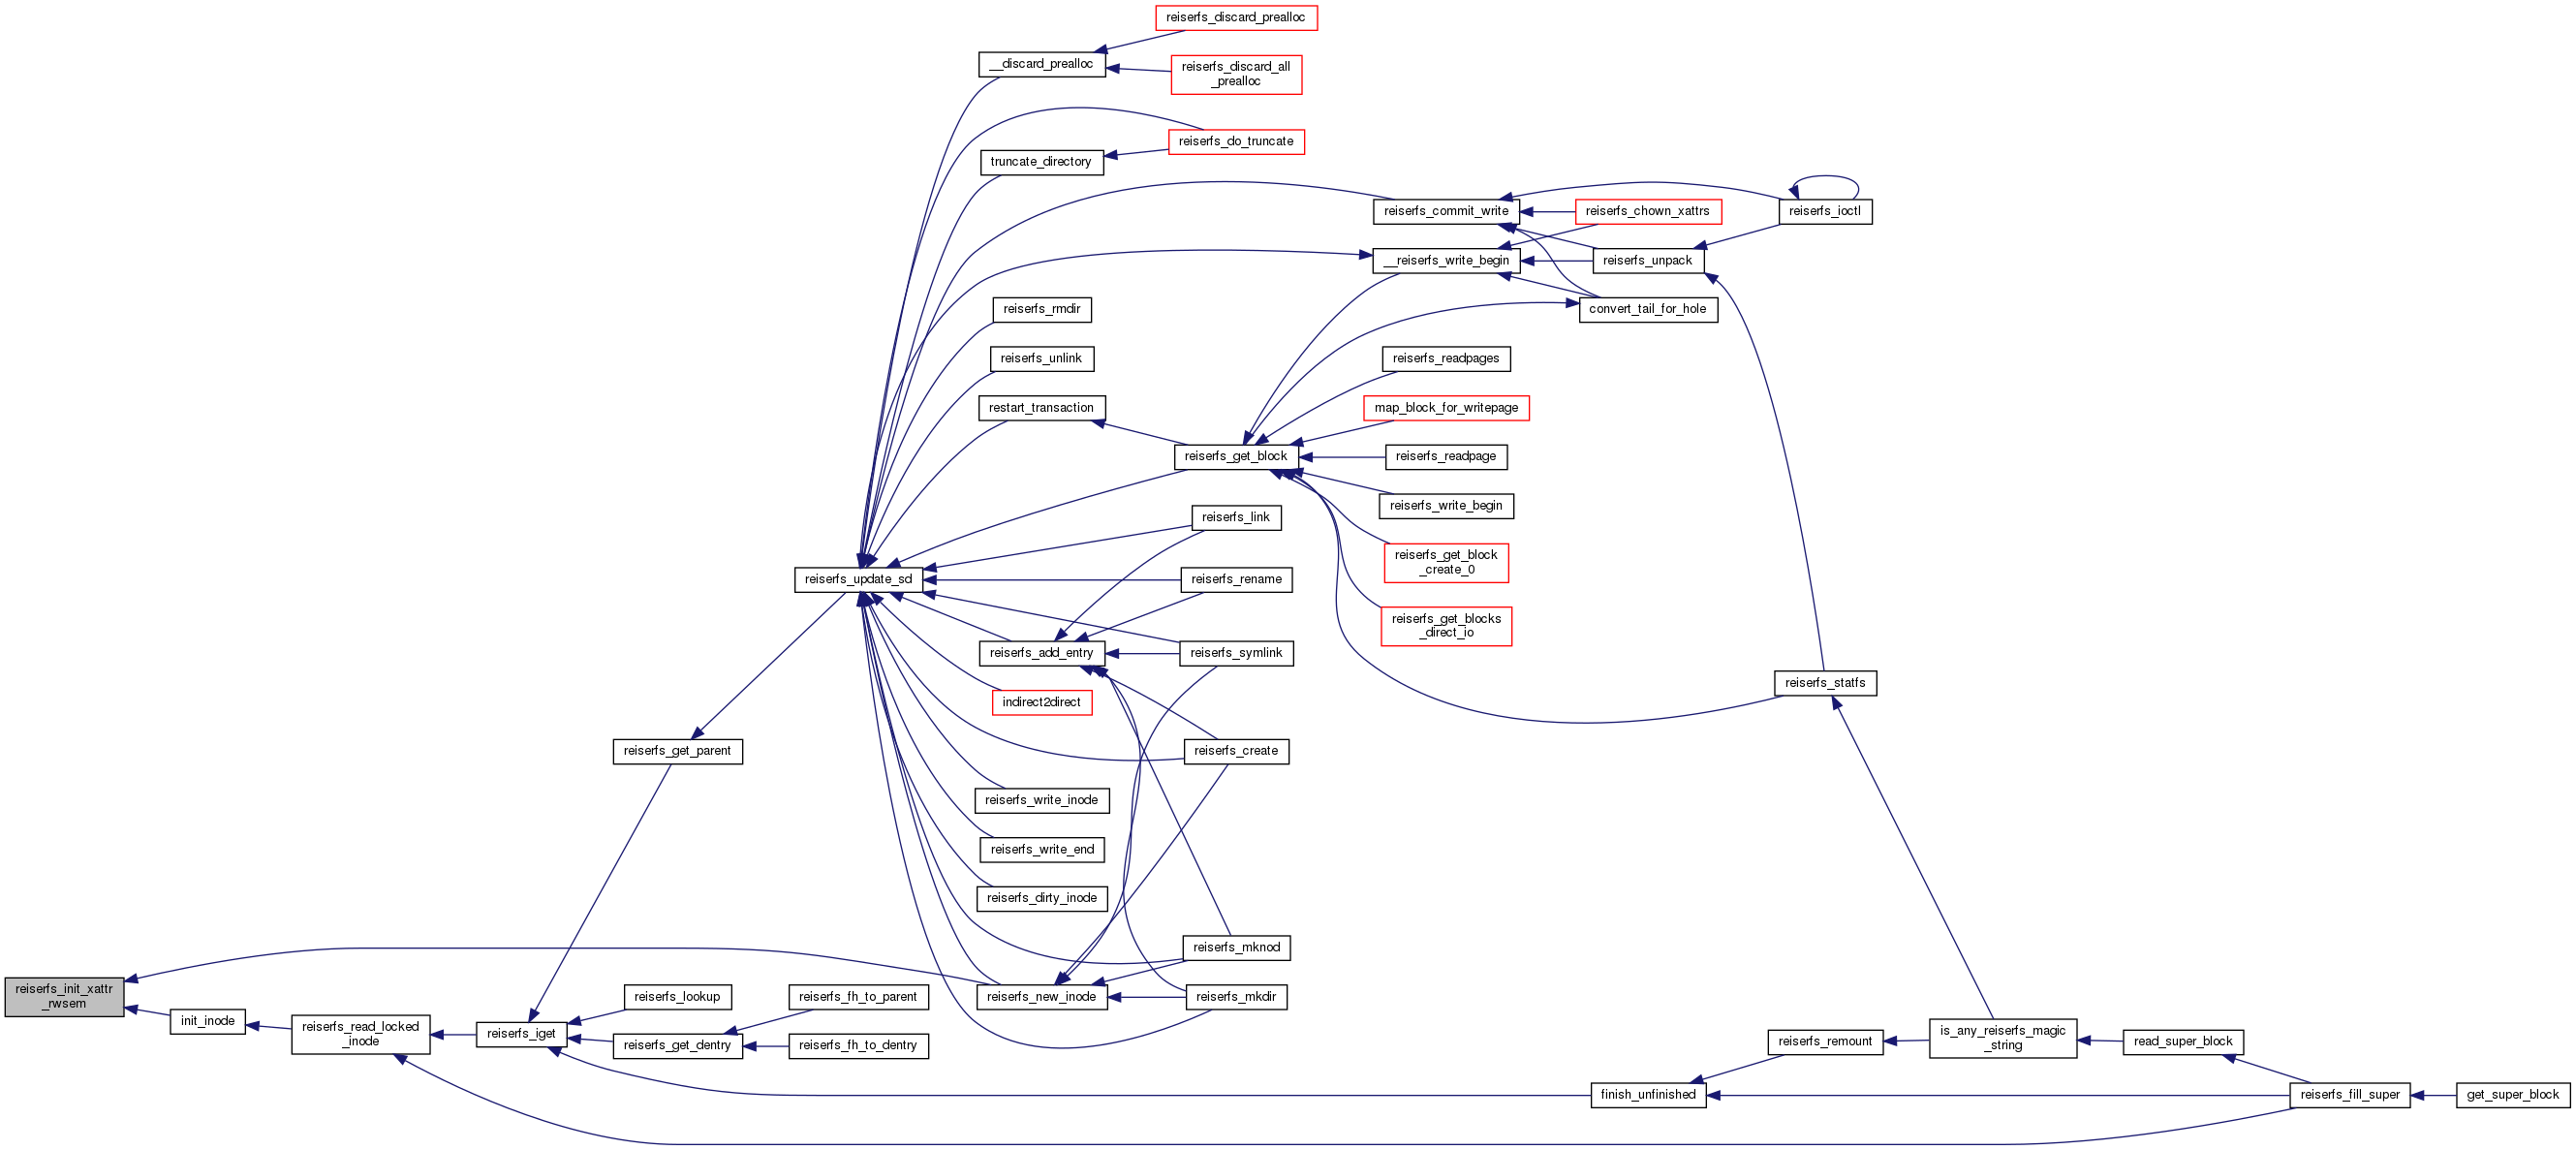 reiserfs_discard_prealloc
__discard_prealloc
reiserfs_discard_all
_prealloc
reiserfs_do_truncate
truncate_directory
reiserfs_commit_write
reiserfs_chown_xattrs
reiserfs_ioctl
__reiserfs_write_begin
reiserfs_unpack
reiserfs_rmdir
convert_tail_for_hole
reiserfs_unlink
reiserfs_readpages
restart_transaction
map_block_for_writepage
reiserfs_get_block
reiserfs_readpage
reiserfs_write_begin
reiserfs_link
reiserfs_get_block
_create_0
reiserfs_update_sd
reiserfs_rename
reiserfs_get_blocks
_direct_io
reiserfs_add_entry
reiserfs_symlink
reiserfs_statfs
indirect2direct
reiserfs_get_parent
reiserfs_create
reiserfs_write_inode
reiserfs_write_end
reiserfs_dirty_inode
reiserfs_mknod
reiserfs_init_xattr
_rwsem
reiserfs_lookup
reiserfs_fh_to_parent
reiserfs_new_inode
reiserfs_mkdir
init_inode
reiserfs_read_locked
_inode
reiserfs_iget
reiserfs_get_dentry
reiserfs_fh_to_dentry
reiserfs_remount
is_any_reiserfs_magic
_string
read_super_block
finish_unfinished
reiserfs_fill_super
get_super_block